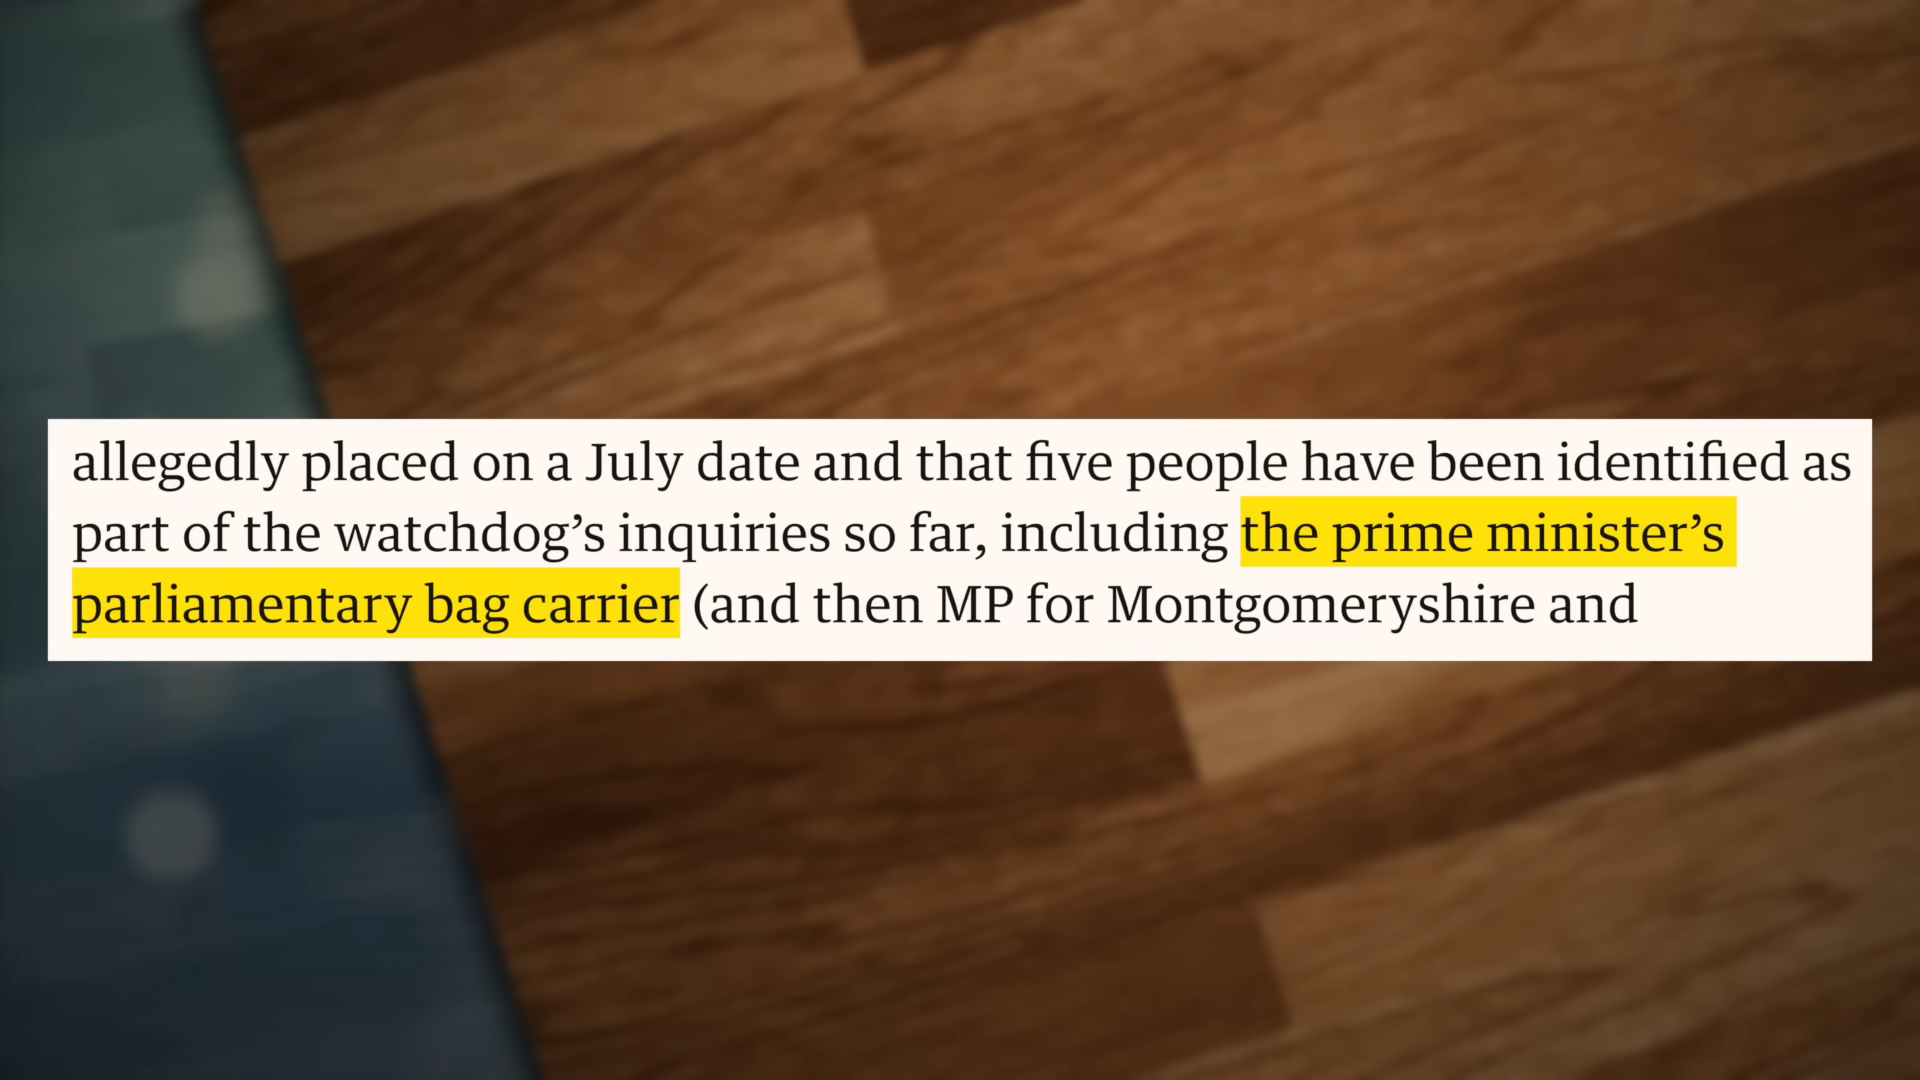 allegedly placed on a July date and that five people have been identified as
part of the watchdog’s inquiries so far, including the prime minister’s
parliamentary bag carrier (and then MP for Montgomeryshire and